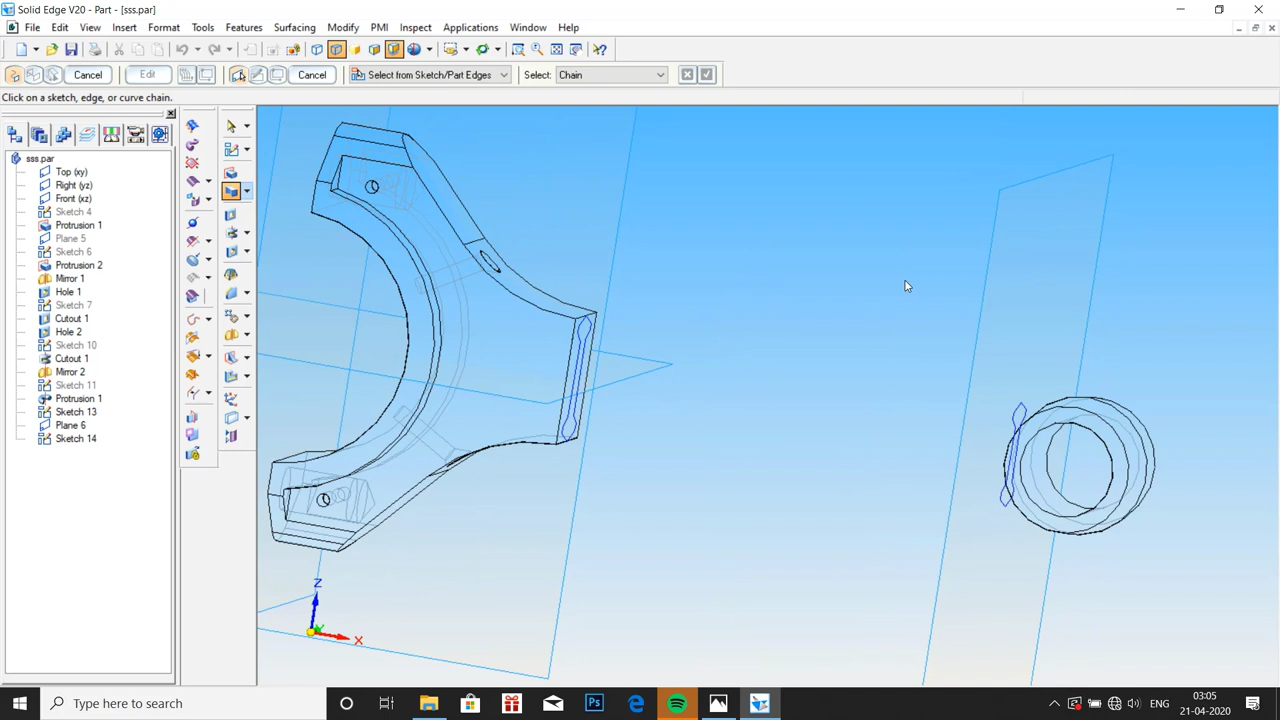 Solid Edge V20 - Part - [sss.par]
File Edit View Insert Format Tools Features Surfacing Modify PMI Inspect Applications Window Help
Cancel Edit Cancel Select from Sketch/Part Edges Select: Chain
Click on a sketch, edge, or curve chain.
sss.par
Top (xy)
Right (yz)
Front (xz)
Sketch 4
Protrusion 1
Plane 5
Sketch 6
Protrusion 2
Mirror 1
Hole 1
Sketch 7
Cutout 1
Hole 2
Sketch 10
Cutout 1
Mirror 2
Sketch 11
Protrusion 1
Sketch 13
Plane 6
Sketch 14
Z
X
Type here to search
Ps
ENG
03:05
21-04-2020